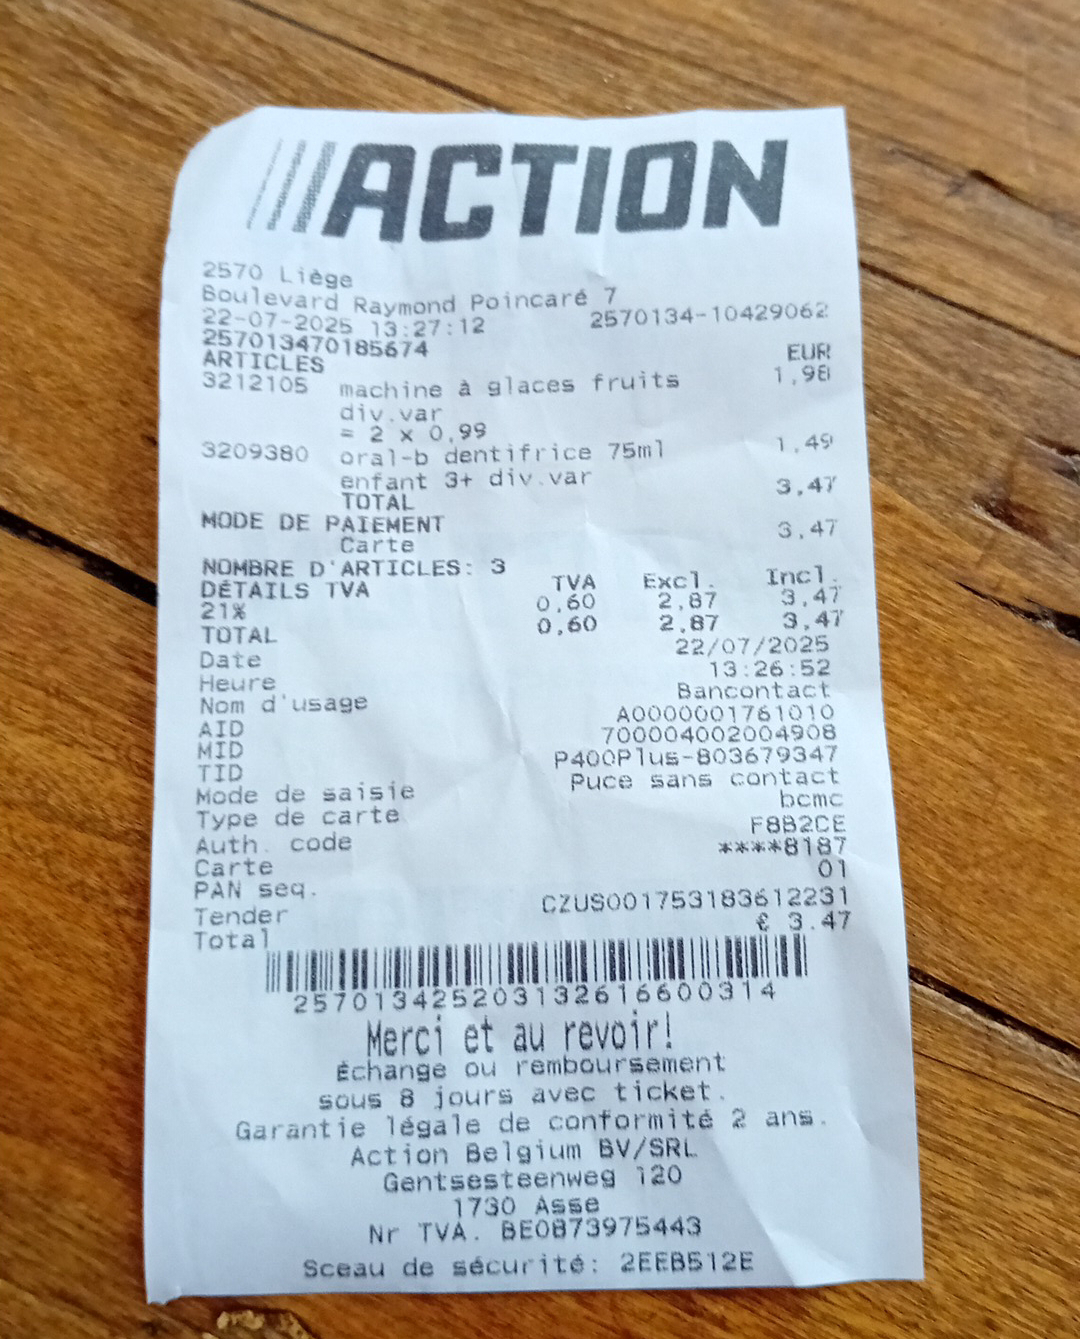 ACTION
2570 Liège
Boulevard Raymond Poincaré 7
22-07-2025 13:27:12 2570134-10429062
257013470185674
ARTICLES EUR
3212105 machine à glaces fruits 1,98
div.var
= 2 x 0,99
3209380 oral-b dentifrice 75ml 1,49
enfant 3+ div.var
TOTAL 3,47
MODE DE PAIEMENT
Carte 3,47
NOMBRE D'ARTICLES: 3
DÉTAILS TVA TVA Excl. Incl.
21% 0,60 2,87 3,47
TOTAL 0,60 2,87 3,47
Date 22/07/2025
Heure 13:26:52
Nom d'usage Bancontact
AID A0000001761010
MID 700004002004908
TID P400Plus-803679347
Mode de saisie Puce sans contact
Type de carte bcmc
Auth. code F8B2CE
Carte ****8187
PAN seq. 01
Tender CZUS001753183612231
Total € 3.47
257013425203132616600314
Merci et au revoir!
Échange ou remboursement
sous 8 jours avec ticket.
Garantie légale de conformité 2 ans.
Action Belgium BV/SRL
Gentsesteenweg 120
1730 Asse
Nr TVA. BE0873975443
Sceau de sécurité: 2EEB512E